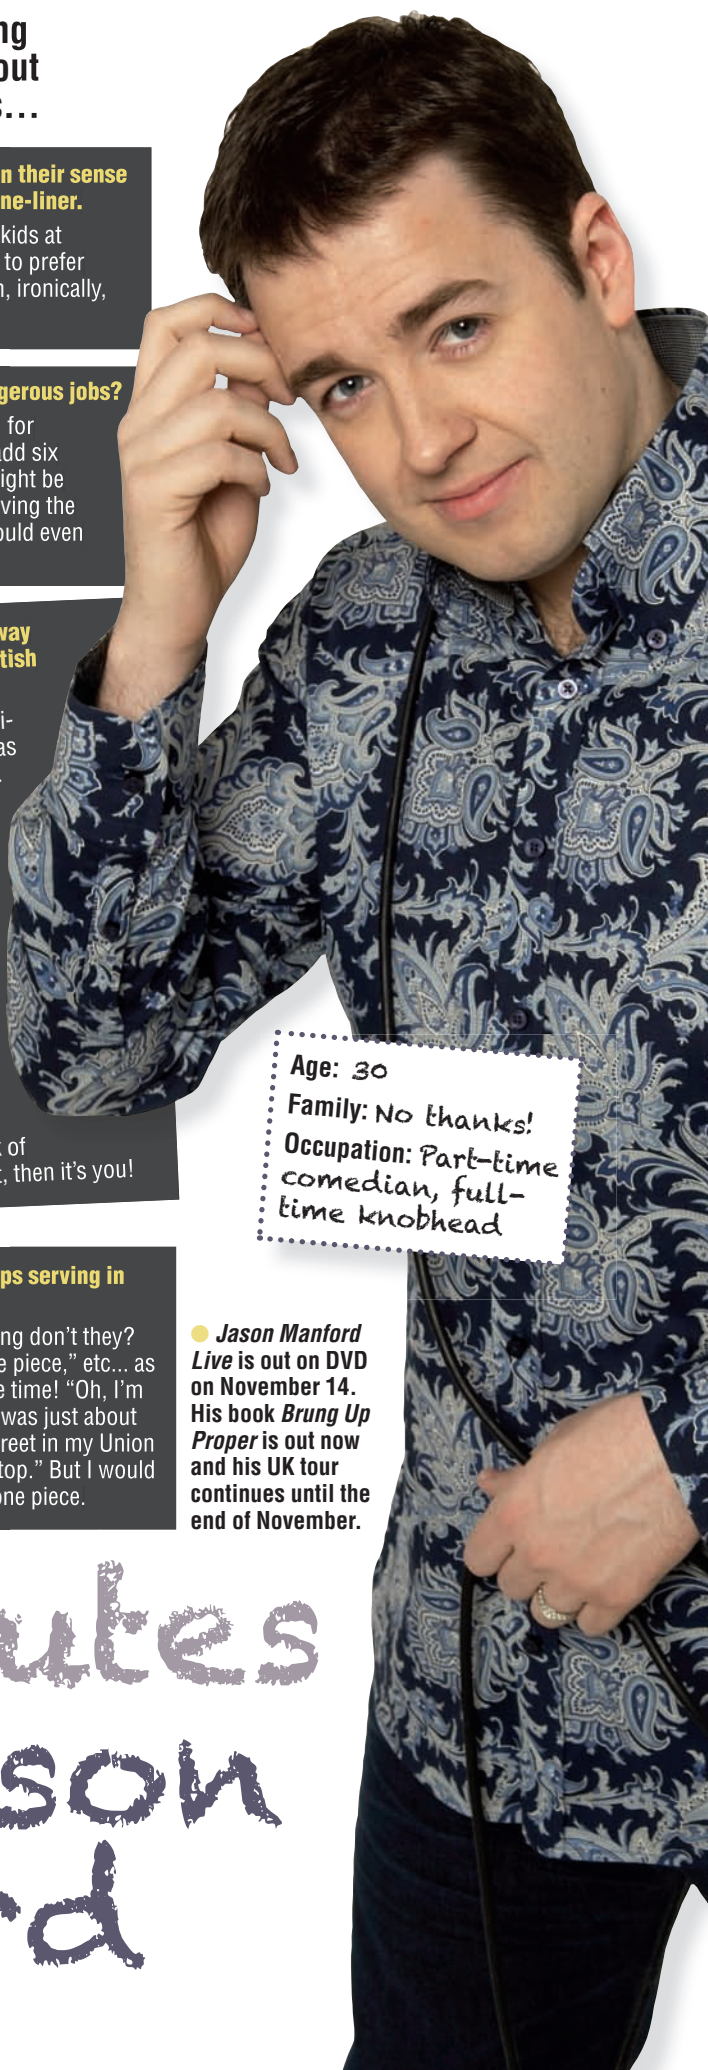 ng
out
s...
n their sense
ne-liner.
kids at
to prefer
n, ironically,
gerous jobs?
for
add six
ight be
ving the
ould even
way
tish
i-
as
.
of
t, then it's you!
ps serving in
ng don't they?
e piece,” etc... as
e time! “Oh, I'm
was just about
reet in my Union
top.” But I would
one piece.
Age: 30
Family: No thanks!
Occupation: Part-time
comedian, full-
time knobhead
Jason Manford
Live is out on DVD
on November 14.
His book Brung Up
Proper is out now
and his UK tour
continues until the
end of November.
utes
son
rd